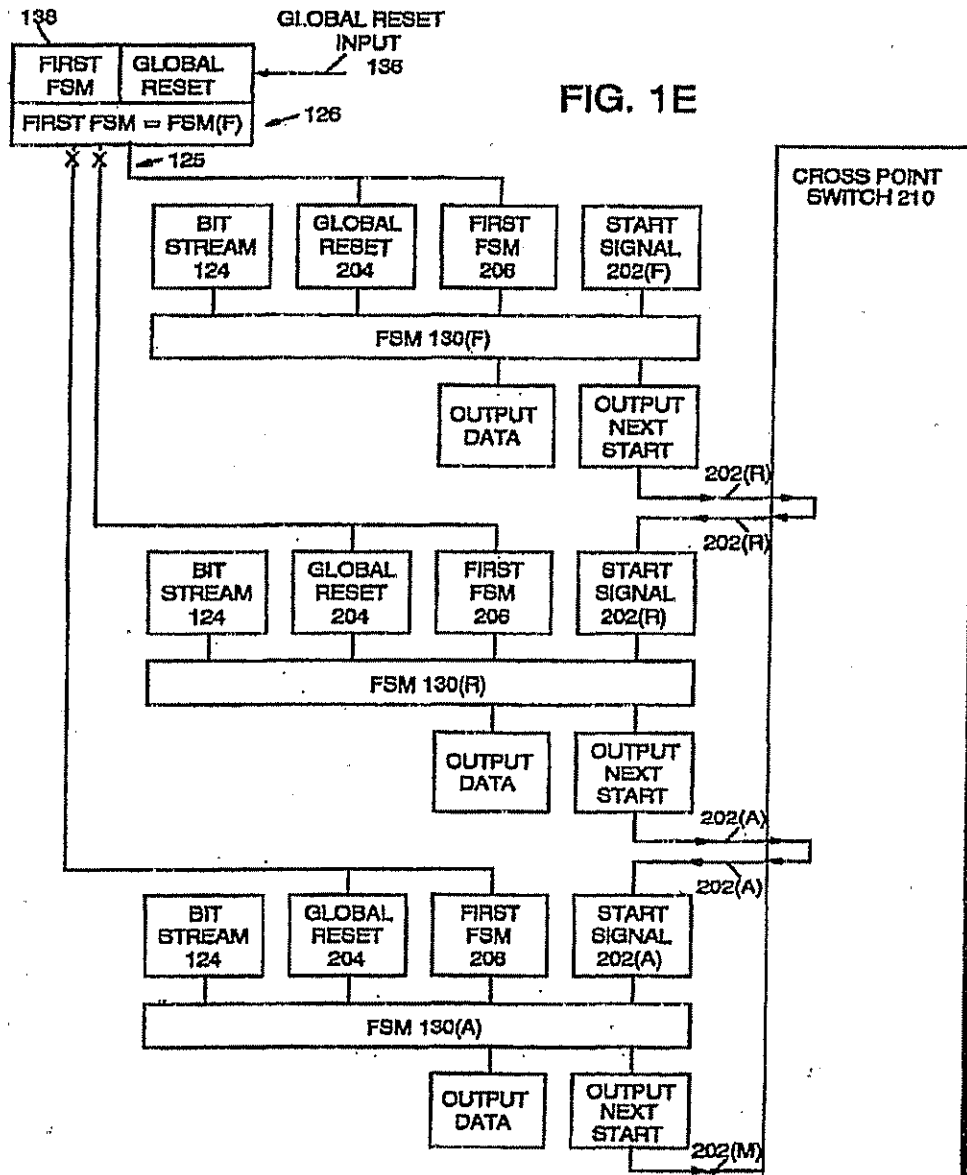 138
GLOBAL RESET
INPUT
136
FIRST
FSM
GLOBAL
RESET
FIRST FSM = FSM(F)
126
FIG. 1E
X X
125
CROSS POINT
SWITCH 210
BIT
STREAM
124
GLOBAL
RESET
204
FIRST
FSM
206
START
SIGNAL
202(F)
FSM 130(F)
OUTPUT
DATA
OUTPUT
NEXT
START
202(R)
202(R)
BIT
STREAM
124
GLOBAL
RESET
204
FIRST
FSM
206
START
SIGNAL
202(R)
FSM 130(R)
OUTPUT
DATA
OUTPUT
NEXT
START
202(A)
202(A)
BIT
STREAM
124
GLOBAL
RESET
204
FIRST
FSM
206
START
SIGNAL
202(A)
FSM 130(A)
OUTPUT
DATA
OUTPUT
NEXT
START
202(M)